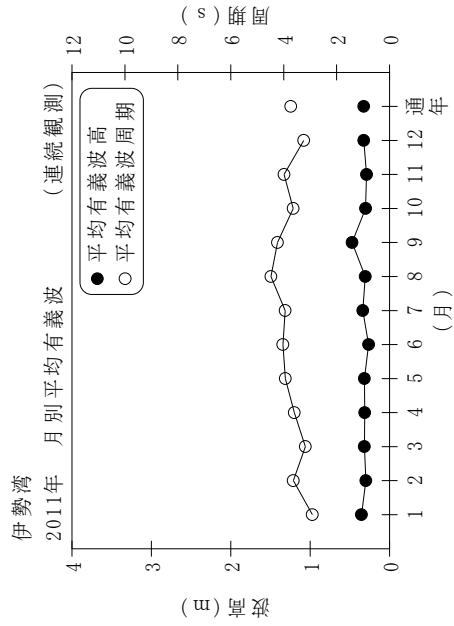 伊勢湾
2011年 月別平均有義波 (連続観測)
● 平均有義波高
○ 平均有義波周期
波高(m)
4
3
2
1
0
周期(s)
12
10
8
6
4
2
0
1 2 3 4 5 6 7 8 9 10 11 12 通年
(月)